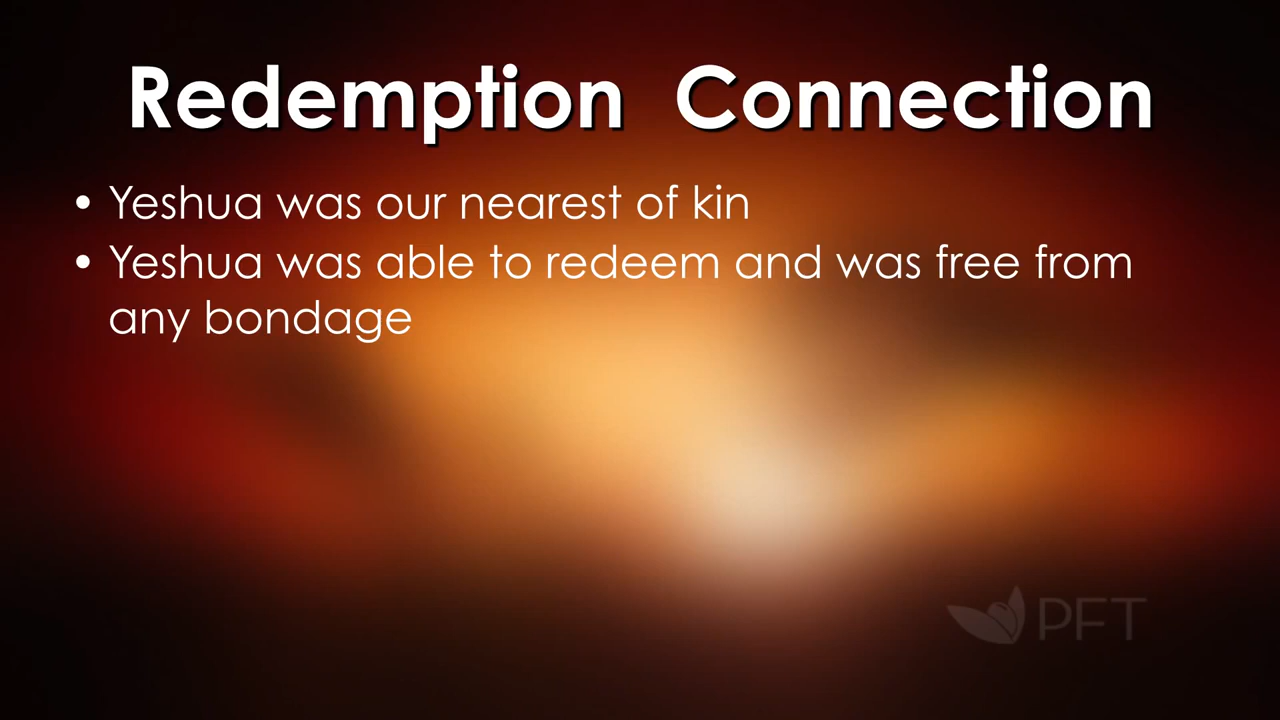 Redemption Connection
• Yeshua was our nearest of kin
• Yeshua was able to redeem and was free from
any bondage
PFT